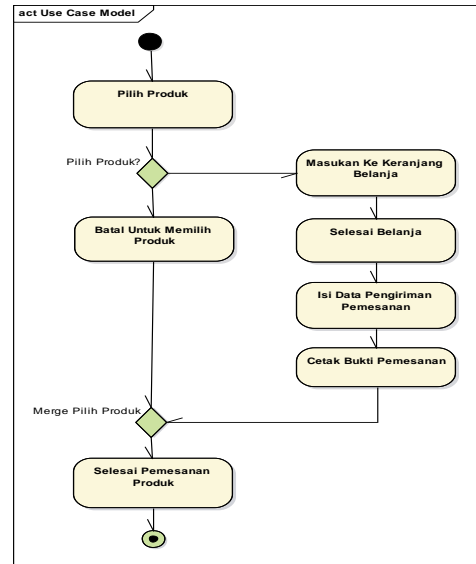 act Use Case Model
Pilih Produk
Pilih Produk?
Masukan Ke Keranjang
Belanja
Batal Untuk Memilih
Produk
Selesai Belanja
Isi Data Pengiriman
Pemesanan
Cetak Bukti Pemesanan
Merge Pilih Produk
Selesai Pemesanan
Produk